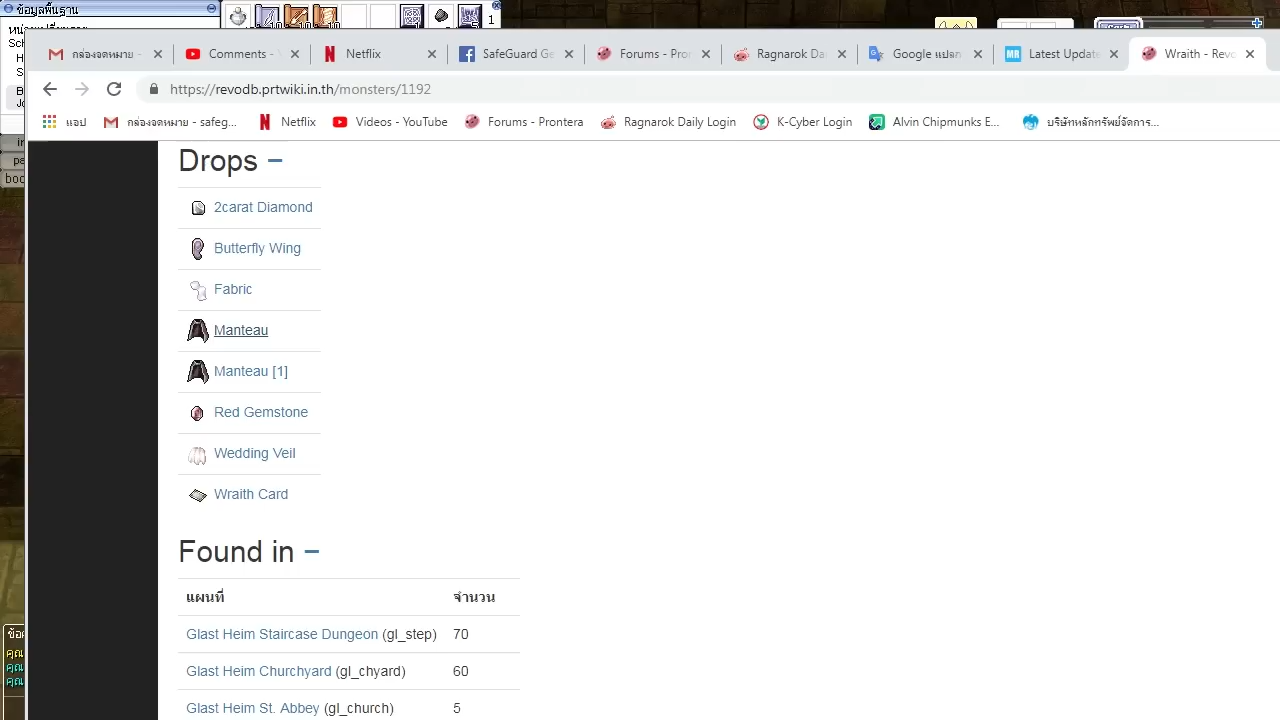 ข้อมูลพื้นฐาน
1
กล่องจดหมาย -
Comments - Y
Netflix
SafeGuard Ge
Forums - Pron
Ragnarok Dai
Google แปลภ
Latest Update
Wraith - Revo
https://revodb.prtwiki.in.th/monsters/1192
แอป
กล่องจดหมาย - safeg...
Netflix
Videos - YouTube
Forums - Prontera
Ragnarok Daily Login
K-Cyber Login
Alvin Chipmunks E...
บริษัทหลักทรัพย์จัดการ...
Drops –
2carat Diamond
Butterfly Wing
Fabric
Manteau
Manteau [1]
Red Gemstone
Wedding Veil
Wraith Card
Found in –
แผนที่ จำนวน
Glast Heim Staircase Dungeon (gl_step) 70
Glast Heim Churchyard (gl_chyard) 60
Glast Heim St. Abbey (gl_church) 5